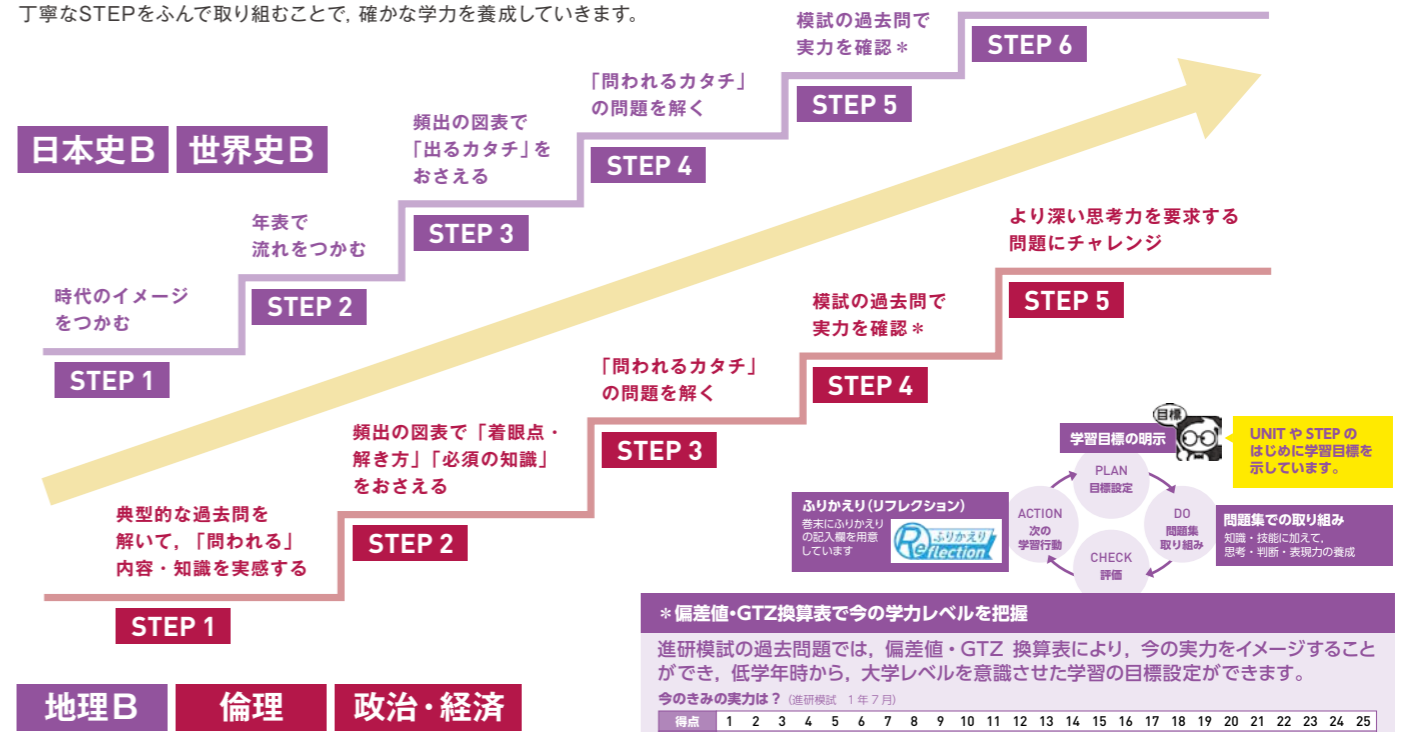 丁寧なSTEPをふんで取り組むことで, 確かな学力を養成していきます。
日本史B
世界史B
時代のイメージ
をつかむ
STEP 1
年表で
流れをつかむ
STEP 2
頻出の図表で
「出るカタチ」を
おさえる
STEP 3
「問われるカタチ」
の問題を解く
STEP 4
模試の過去問で
実力を確認＊
STEP 5
STEP 6
典型的な過去問を
解いて,「問われる」
内容・知識を実感する
STEP 1
頻出の図表で「着眼点・
解き方」「必須の知識」
をおさえる
STEP 2
「問われるカタチ」
の問題を解く
STEP 3
模試の過去問で
実力を確認＊
STEP 4
より深い思考力を要求する
問題にチャレンジ
STEP 5
地理B
倫理
政治・経済
目標
学習目標の明示
UNIT や STEP の
はじめに学習目標を
示しています。
PLAN
目標設定
DO
問題集
取り組み
問題集での取り組み
知識・技能に加えて,
思考・判断・表現力の養成
CHECK
評価
ACTION
次の
学習行動
ふりかえり(リフレクション)
巻末にふりかえり
の記入欄を用意
しています
ふりかえり
Reflection
＊偏差値・GTZ換算表で今の学力レベルを把握
進研模試の過去問題では, 偏差値・GTZ 換算表により, 今の実力をイメージすること
ができ, 低学年時から, 大学レベルを意識させた学習の目標設定ができます。
今のきみの実力は？(進研模試 1年7月)
得点 1 2 3 4 5 6 7 8 9 10 11 12 13 14 15 16 17 18 19 20 21 22 23 24 25